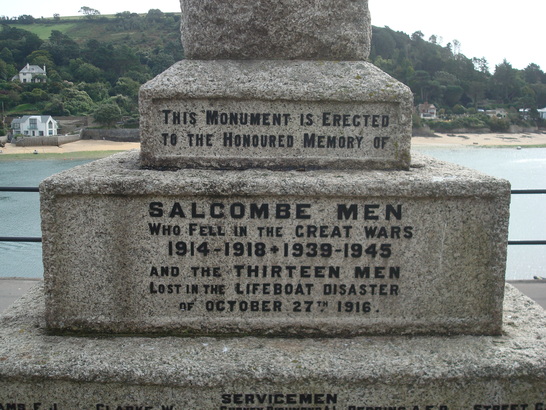 THIS MONUMENT IS ERECTED
TO THE HONOURED MEMORY OF
SALCOMBE MEN
WHO FELL IN THE GREAT WARS
1914-1918 + 1939-1945
AND THE THIRTEEN MEN
LOST IN THE LIFEBOAT DISASTER
OF OCTOBER 27TH 1916.
SERVICEMEN
CLARKE W.